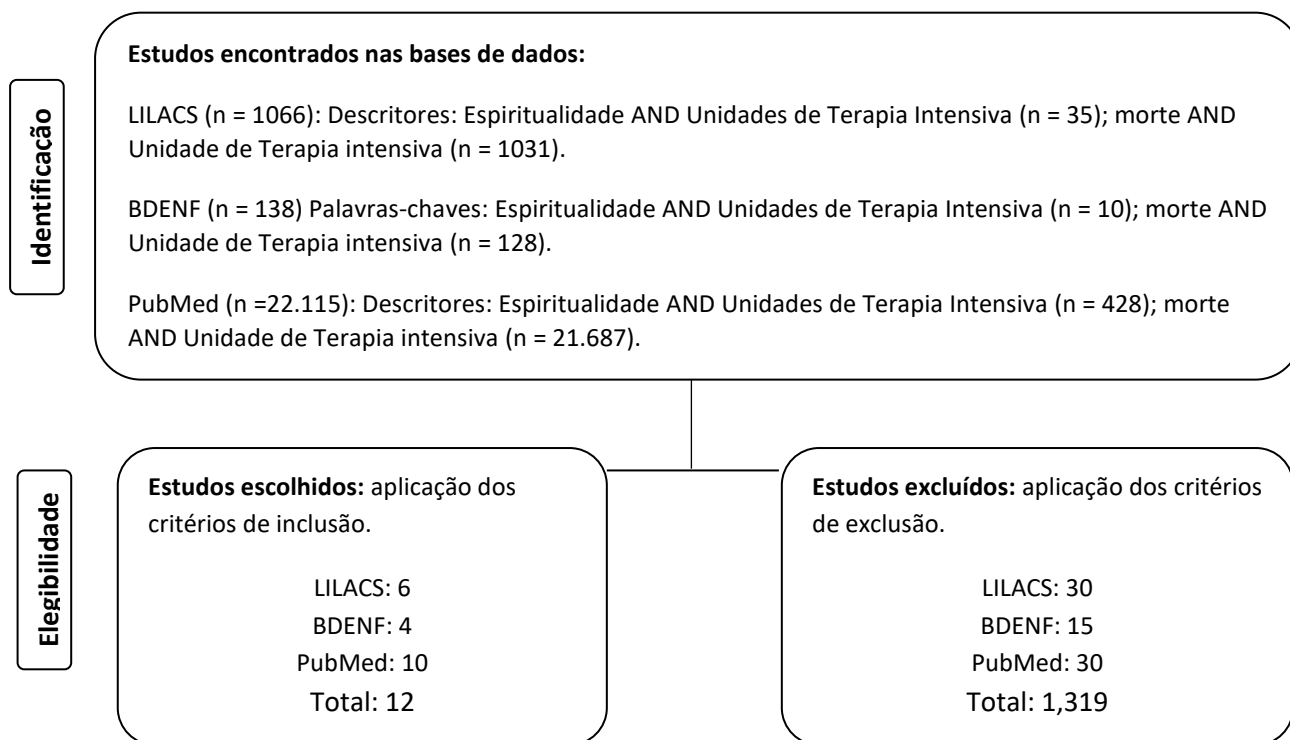 Identificação
Estudos encontrados nas bases de dados:
LILACS (n = 1066): Descritores: Espiritualidade AND Unidades de Terapia Intensiva (n = 35); morte AND
Unidade de Terapia intensiva (n = 1031).
BDENF (n = 138) Palavras-chaves: Espiritualidade AND Unidades de Terapia Intensiva (n = 10); morte AND
Unidade de Terapia intensiva (n = 128).
PubMed (n =22.115): Descritores: Espiritualidade AND Unidades de Terapia Intensiva (n = 428); morte
AND Unidade de Terapia intensiva (n = 21.687).
Elegibilidade
Estudos escolhidos: aplicação dos
critérios de inclusão.
LILACS: 6
BDENF: 4
PubMed: 10
Total: 12
Estudos excluídos: aplicação dos critérios
de exclusão.
LILACS: 30
BDENF: 15
PubMed: 30
Total: 1,319